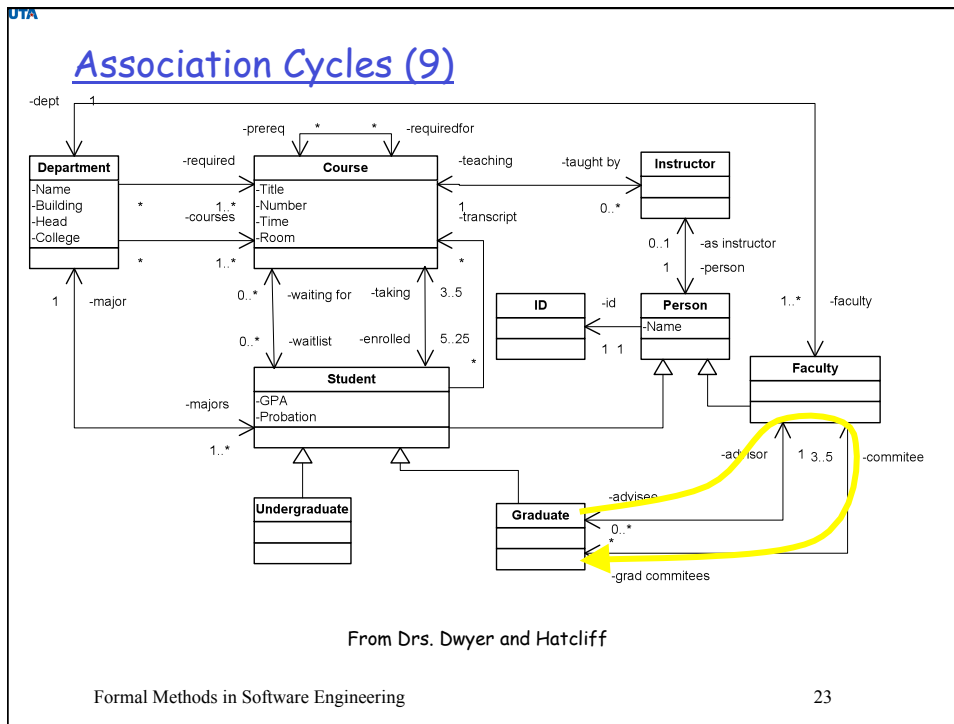 UTA
Association Cycles (9)
-dept 1
-prereq * * -requiredfor
Department
-Name
-Building
-Head
-College
-required
* 1..*
-courses
* 1..*
Course
-Title
-Number
-Time
-Room
-teaching
1
-taught by
0..*
Instructor
-transcript
*
0..1 -as instructor
1 -person
1 -major
0..* -waiting for
0..* -waitlist
-taking 3..5
-enrolled 5..25
*
ID
-id
1 1
Person
-Name
1..* -faculty
Faculty
Student
-GPA
-Probation
-majors
1..*
-advisor 1
3..5 -commitee
Undergraduate
Graduate
-advisee
0..*
*
-grad commitees
From Drs. Dwyer and Hatcliff
Formal Methods in Software Engineering 23